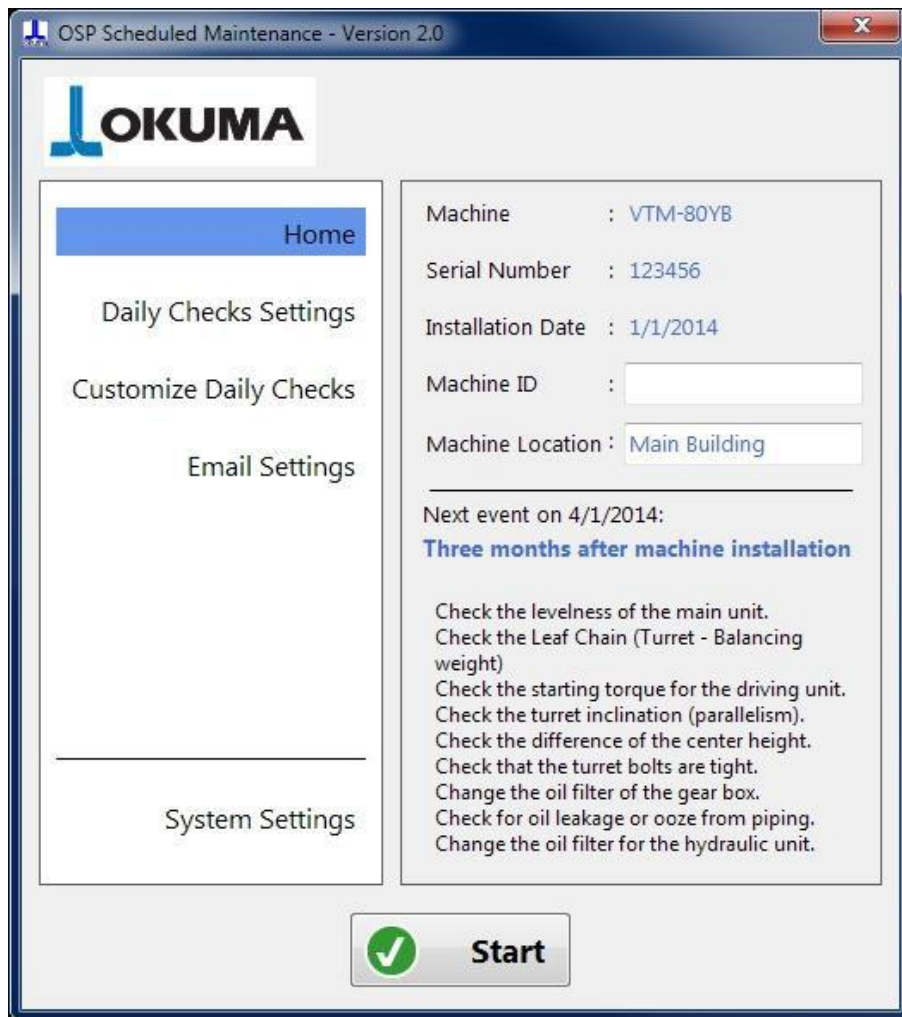 OSP Scheduled Maintenance - Version 2.0
OKUMA
Home
Daily Checks Settings
Customize Daily Checks
Email Settings
System Settings
Machine : VTM-80YB
Serial Number : 123456
Installation Date : 1/1/2014
Machine ID :
Machine Location : Main Building
Next event on 4/1/2014:
Three months after machine installation
Check the levelness of the main unit.
Check the Leaf Chain (Turret - Balancing
weight)
Check the starting torque for the driving unit.
Check the turret inclination (parallelism).
Check the difference of the center height.
Check that the turret bolts are tight.
Change the oil filter of the gear box.
Check for oil leakage or ooze from piping.
Change the oil filter for the hydraulic unit.
Start